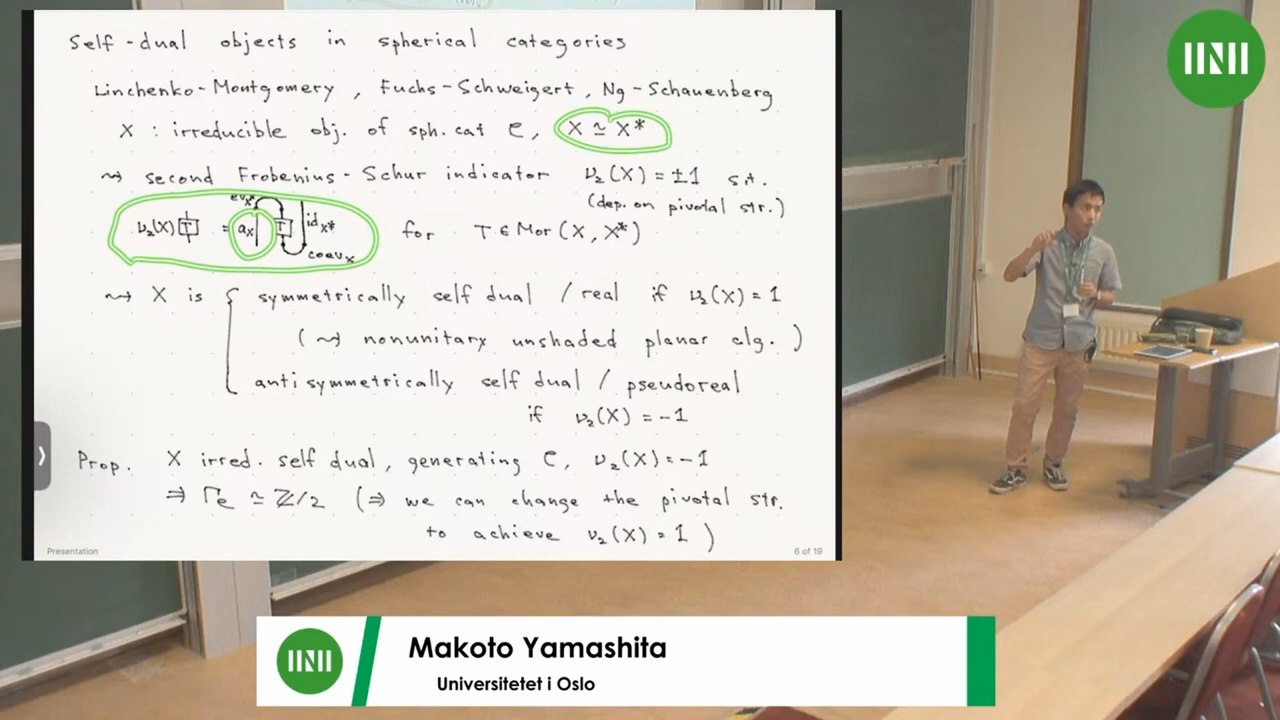 Self-dual objects in spherical categories
Linchenko-Montgomery, Fuchs-Schweigert, Ng-Schauenberg
X : irreducible obj. of sph.cat C, X ≃ X*
⇝ second Frobenius-Schur indicator ν₂(X) = ±1 s.t.
(dep. on pivotal str.)
ν₂(X) T = aₓ T id_X* for T ∈ Mor(X, X*)
coev_X
⇝ X is { symmetrically self dual / real if ν₂(X) = 1
(⇝ nonunitary unshaded planar alg.)
antisymmetrically self dual / pseudoreal
if ν₂(X) = -1
Prop. X irred. self dual, generating C, ν₂(X) = -1
⇒ Γ_C ≃ ℤ/2 (⇒ we can change the pivotal str.
to achieve ν₂(X) = 1)
Presentation 6 of 19
Makoto Yamashita
Universitetet i Oslo